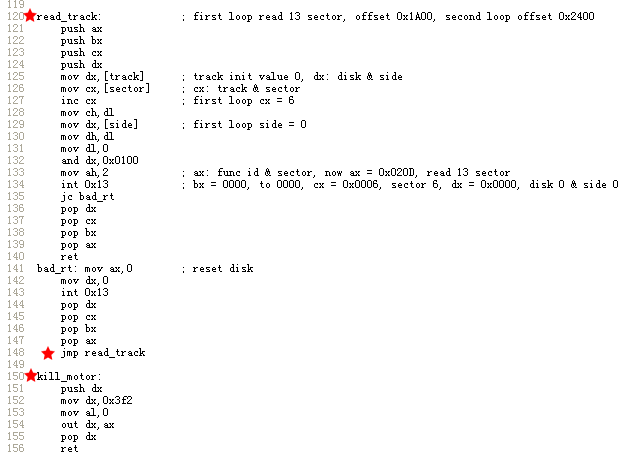 119
120 read_track: ; first loop read 13 sector, offset 0x1A00, second loop offset 0x2400
121 push ax
122 push bx
123 push cx
124 push dx
125 mov dx,[track] ; track init value 0, dx: disk & side
126 mov cx,[sector] ; cx: track & sector
127 inc cx ; first loop cx = 6
128 mov ch,dl
129 mov dx,[side] ; first loop side = 0
130 mov dh,dl
131 mov dl,0
132 and dx,0x0100
133 mov ah,2 ; ax: func id & sector, now ax = 0x020D, read 13 sector
134 int 0x13 ; bx = 0000, to 0000, cx = 0x0006, sector 6, dx = 0x0000, disk 0 & side 0
135 jc bad_rt
136 pop dx
137 pop cx
138 pop bx
139 pop ax
140 ret
141 bad_rt: mov ax,0 ; reset disk
142 mov dx,0
143 int 0x13
144 pop dx
145 pop cx
146 pop bx
147 pop ax
148 jmp read_track
149
150 kill_motor:
151 push dx
152 mov dx,0x3f2
153 mov al,0
154 out dx,ax
155 pop dx
156 ret